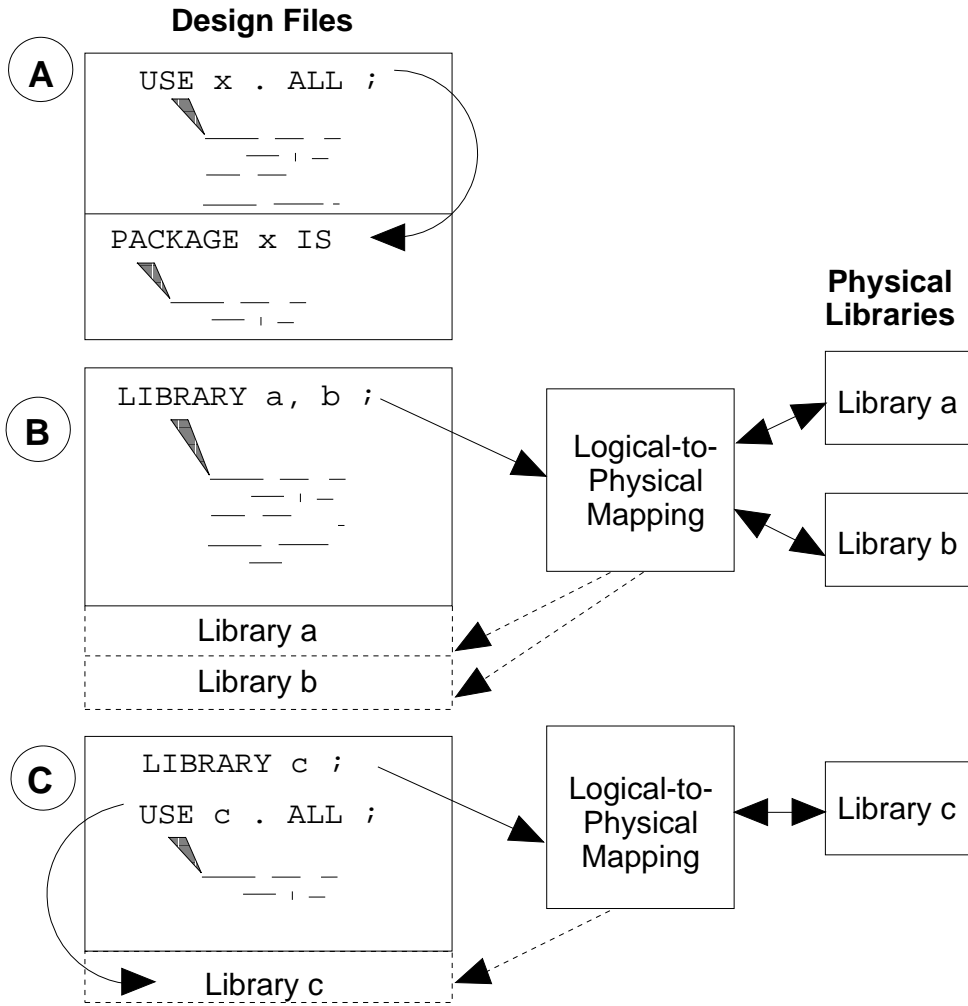 Design Files
A
USE x . ALL ;
PACKAGE x IS
Physical
Libraries
B
LIBRARY a, b ;
Logical-to-
Physical
Mapping
Library a
Library b
Library a
Library b
C
LIBRARY c ;
USE c . ALL ;
Logical-to-
Physical
Mapping
Library c
Library c